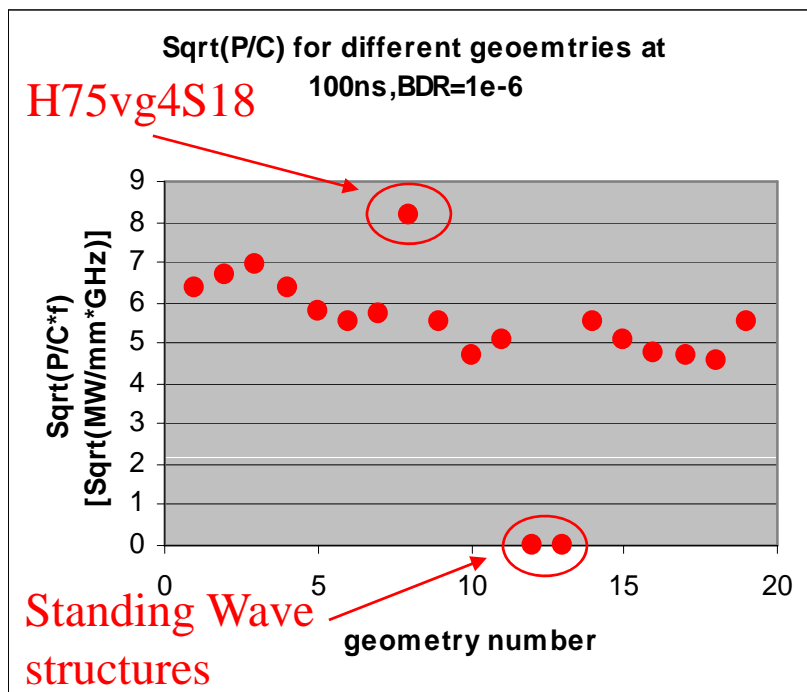 Sqrt(P/C) for different geoemtries at
100ns,BDR=1e-6
H75vg4S18
9
8
7
6
5
4
3
2
1
0
Sqrt(P/C*f)
[Sqrt(MW/mm*GHz)]
0 5 10 15 20
geometry number
Standing Wave
structures